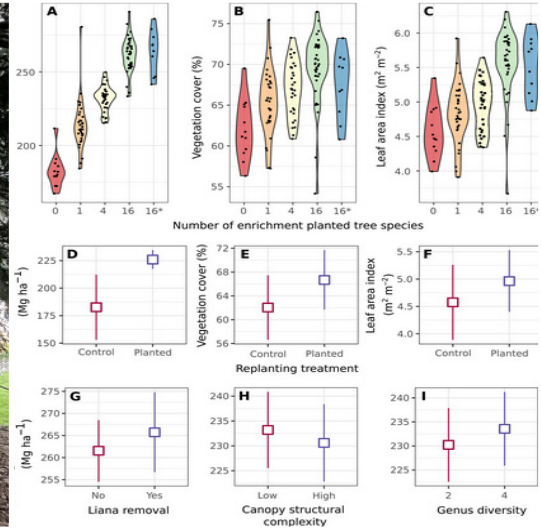 A B C
250
200
75
70
65
60
55
6.0
5.5
5.0
4.5
4.0
Vegetation cover (%)
Leaf area index (m² m⁻²)
0 1 4 16 16*
0 1 4 16 16*
0 1 4 16 16*
Number of enrichment planted tree species
D E F
(Mg ha⁻¹)
225
200
175
150
Vegetation cover (%)
72
68
64
60
56
Leaf area index
(m² m⁻²)
5.5
5.0
4.5
4.0
Control Planted
Control Planted
Control Planted
Replanting treatment
G H I
(Mg ha⁻¹)
275
270
265
260
255
240
235
230
225
240
235
230
225
No Yes
Low High
2 4
Liana removal
Canopy structural
complexity
Genus diversity